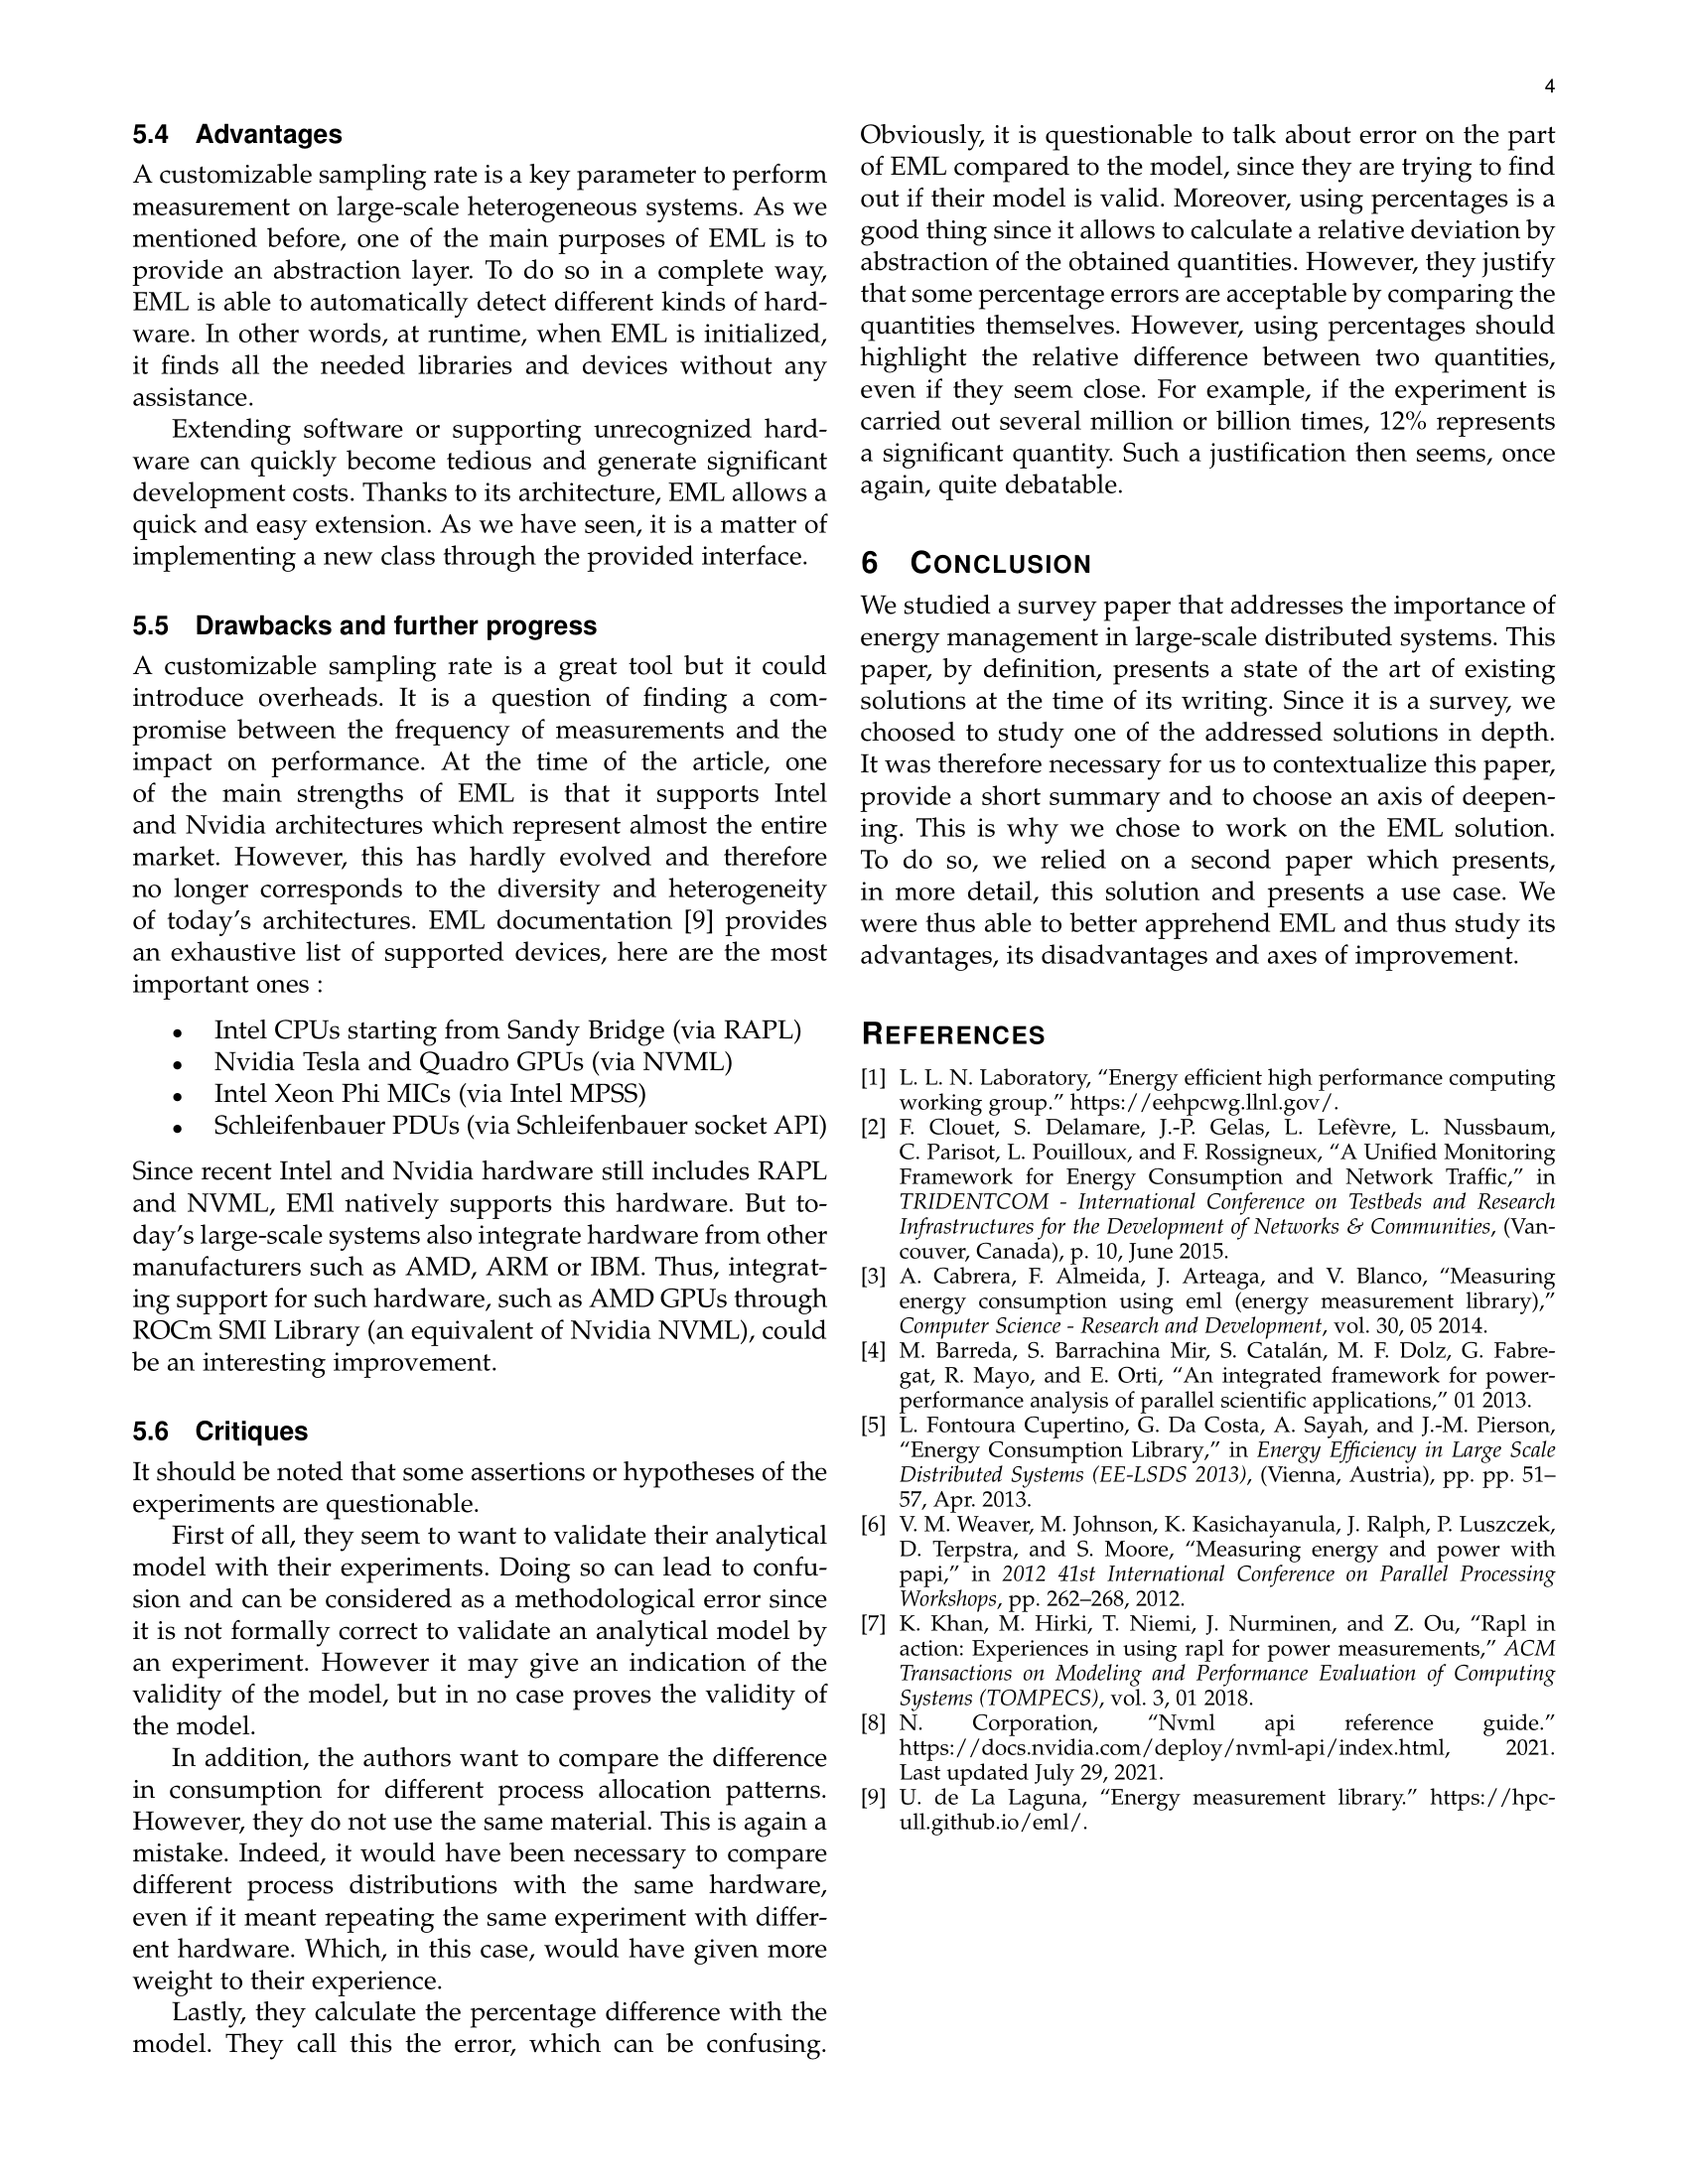 4
5.4 Advantages
A customizable sampling rate is a key parameter to perform
measurement on large-scale heterogeneous systems. As we
mentioned before, one of the main purposes of EML is to
provide an abstraction layer. To do so in a complete way,
EML is able to automatically detect different kinds of hard-
ware. In other words, at runtime, when EML is initialized,
it finds all the needed libraries and devices without any
assistance.
Extending software or supporting unrecognized hard-
ware can quickly become tedious and generate significant
development costs. Thanks to its architecture, EML allows a
quick and easy extension. As we have seen, it is a matter of
implementing a new class through the provided interface.
5.5 Drawbacks and further progress
A customizable sampling rate is a great tool but it could
introduce overheads. It is a question of finding a com-
promise between the frequency of measurements and the
impact on performance. At the time of the article, one
of the main strengths of EML is that it supports Intel
and Nvidia architectures which represent almost the entire
market. However, this has hardly evolved and therefore
no longer corresponds to the diversity and heterogeneity
of today's architectures. EML documentation [9] provides
an exhaustive list of supported devices, here are the most
important ones :
• Intel CPUs starting from Sandy Bridge (via RAPL)
• Nvidia Tesla and Quadro GPUs (via NVML)
• Intel Xeon Phi MICs (via Intel MPSS)
• Schleifenbauer PDUs (via Schleifenbauer socket API)
Since recent Intel and Nvidia hardware still includes RAPL
and NVML, EMl natively supports this hardware. But to-
day's large-scale systems also integrate hardware from other
manufacturers such as AMD, ARM or IBM. Thus, integrat-
ing support for such hardware, such as AMD GPUs through
ROCm SMI Library (an equivalent of Nvidia NVML), could
be an interesting improvement.
5.6 Critiques
It should be noted that some assertions or hypotheses of the
experiments are questionable.
First of all, they seem to want to validate their analytical
model with their experiments. Doing so can lead to confu-
sion and can be considered as a methodological error since
it is not formally correct to validate an analytical model by
an experiment. However it may give an indication of the
validity of the model, but in no case proves the validity of
the model.
In addition, the authors want to compare the difference
in consumption for different process allocation patterns.
However, they do not use the same material. This is again a
mistake. Indeed, it would have been necessary to compare
different process distributions with the same hardware,
even if it meant repeating the same experiment with differ-
ent hardware. Which, in this case, would have given more
weight to their experience.
Lastly, they calculate the percentage difference with the
model. They call this the error, which can be confusing.
Obviously, it is questionable to talk about error on the part
of EML compared to the model, since they are trying to find
out if their model is valid. Moreover, using percentages is a
good thing since it allows to calculate a relative deviation by
abstraction of the obtained quantities. However, they justify
that some percentage errors are acceptable by comparing the
quantities themselves. However, using percentages should
highlight the relative difference between two quantities,
even if they seem close. For example, if the experiment is
carried out several million or billion times, 12% represents
a significant quantity. Such a justification then seems, once
again, quite debatable.
6 CONCLUSION
We studied a survey paper that addresses the importance of
energy management in large-scale distributed systems. This
paper, by definition, presents a state of the art of existing
solutions at the time of its writing. Since it is a survey, we
choosed to study one of the addressed solutions in depth.
It was therefore necessary for us to contextualize this paper,
provide a short summary and to choose an axis of deepen-
ing. This is why we chose to work on the EML solution.
To do so, we relied on a second paper which presents,
in more detail, this solution and presents a use case. We
were thus able to better apprehend EML and thus study its
advantages, its disadvantages and axes of improvement.
REFERENCES
[1] L. L. N. Laboratory, “Energy efficient high performance computing
working group.” https://eehpcwg.llnl.gov/.
[2] F. Clouet, S. Delamare, J.-P. Gelas, L. Lefèvre, L. Nussbaum,
C. Parisot, L. Pouilloux, and F. Rossigneux, “A Unified Monitoring
Framework for Energy Consumption and Network Traffic,” in
TRIDENTCOM - International Conference on Testbeds and Research
Infrastructures for the Development of Networks & Communities, (Van-
couver, Canada), p. 10, June 2015.
[3] A. Cabrera, F. Almeida, J. Arteaga, and V. Blanco, “Measuring
energy consumption using eml (energy measurement library),”
Computer Science - Research and Development, vol. 30, 05 2014.
[4] M. Barreda, S. Barrachina Mir, S. Catalán, M. F. Dolz, G. Fabre-
gat, R. Mayo, and E. Orti, “An integrated framework for power-
performance analysis of parallel scientific applications,” 01 2013.
[5] L. Fontoura Cupertino, G. Da Costa, A. Sayah, and J.-M. Pierson,
“Energy Consumption Library,” in Energy Efficiency in Large Scale
Distributed Systems (EE-LSDS 2013), (Vienna, Austria), pp. pp. 51–
57, Apr. 2013.
[6] V. M. Weaver, M. Johnson, K. Kasichayanula, J. Ralph, P. Luszczek,
D. Terpstra, and S. Moore, “Measuring energy and power with
papi,” in 2012 41st International Conference on Parallel Processing
Workshops, pp. 262–268, 2012.
[7] K. Khan, M. Hirki, T. Niemi, J. Nurminen, and Z. Ou, “Rapl in
action: Experiences in using rapl for power measurements,” ACM
Transactions on Modeling and Performance Evaluation of Computing
Systems (TOMPECS), vol. 3, 01 2018.
[8] N. Corporation, “Nvml api reference guide.”
https://docs.nvidia.com/deploy/nvml-api/index.html, 2021.
Last updated July 29, 2021.
[9] U. de La Laguna, “Energy measurement library.” https://hpc-
ull.github.io/eml/.